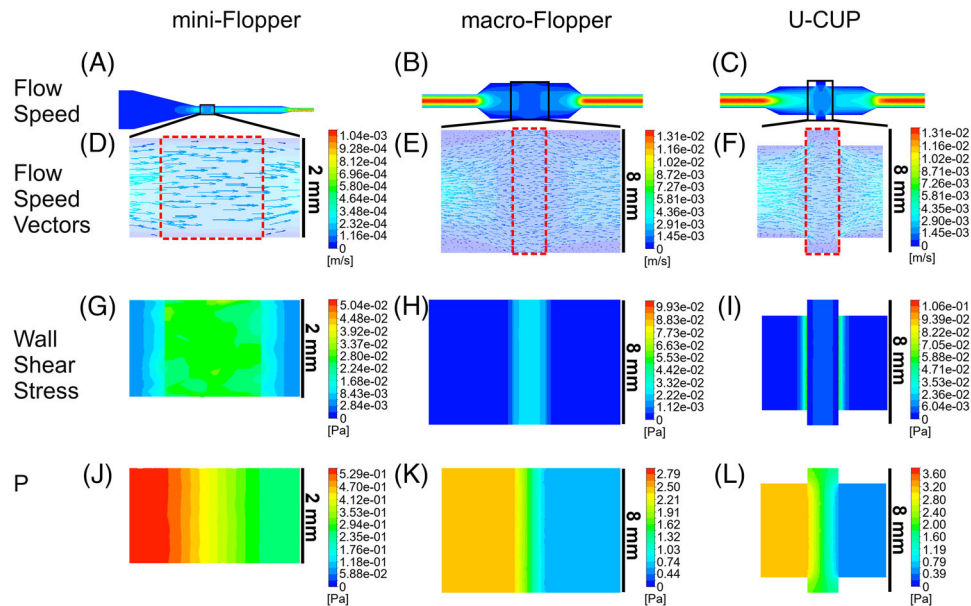 mini-Flopper
macro-Flopper
U-CUP
(A)
(B)
(C)
Flow
Speed
(D)
2 mm
1.04e-03
9.28e-04
8.12e-04
6.96e-04
5.80e-04
4.64e-04
3.48e-04
2.32e-04
1.16e-04
0
[m/s]
(E)
8 mm
1.31e-02
1.16e-02
1.02e-02
8.72e-03
7.27e-03
5.81e-03
4.36e-03
2.91e-03
1.45e-03
0
[m/s]
(F)
8 mm
1.31e-02
1.16e-02
1.02e-02
8.71e-03
7.26e-03
5.81e-03
4.35e-03
2.90e-03
1.45e-03
0
[m/s]
Flow
Speed
Vectors
(G)
2 mm
5.04e-02
4.48e-02
3.92e-02
3.36e-02
2.80e-02
2.24e-02
1.68e-02
1.13e-02
2.84e-03
0
[Pa]
(H)
8 mm
9.93e-02
8.83e-02
7.73e-02
6.63e-02
5.53e-02
4.42e-02
3.32e-02
2.22e-02
1.12e-03
0
[Pa]
(I)
8 mm
1.06e-01
9.39e-02
8.22e-02
7.05e-02
5.88e-02
4.71e-02
3.53e-02
2.36e-02
6.04e-03
0
[Pa]
Wall
Shear
Stress
P
(J)
2 mm
5.29e-01
4.70e-01
4.12e-01
3.53e-01
2.94e-01
2.35e-01
1.76e-01
1.18e-01
5.88e-02
0
[Pa]
(K)
8 mm
2.79
2.50
2.21
1.91
1.62
1.32
1.03
0.74
0.44
0
[Pa]
(L)
8 mm
3.60
3.20
2.80
2.40
2.00
1.59
1.19
0.79
0.39
0
[Pa]